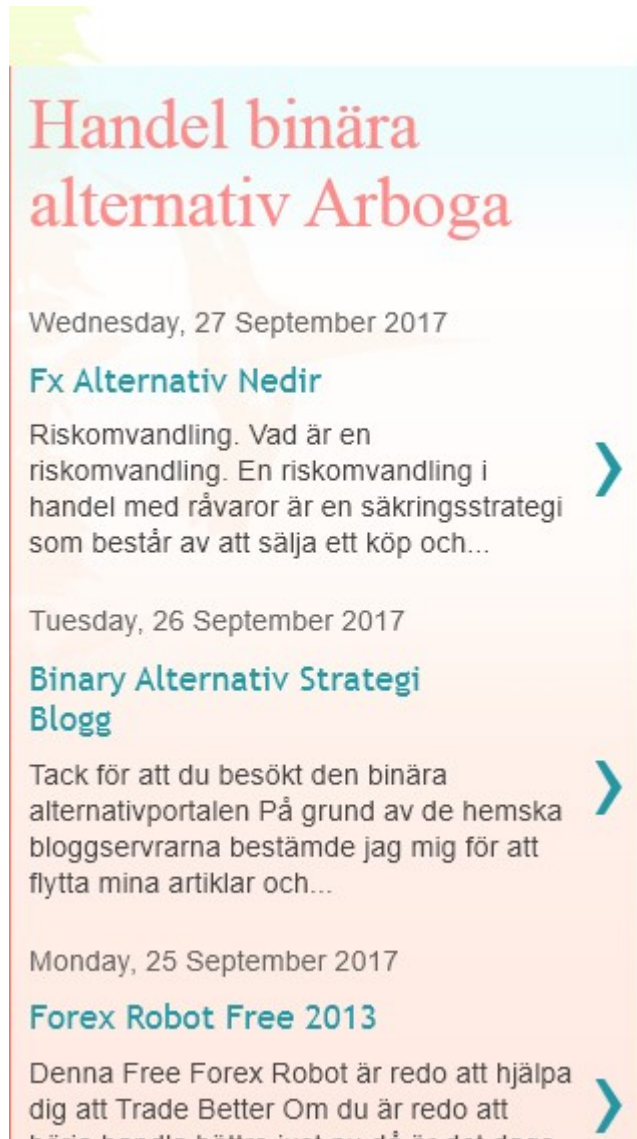 Handel binära
alternativ Arboga
Wednesday, 27 September 2017
Fx Alternativ Nedir
Riskomvandling. Vad är en
riskomvandling. En riskomvandling i
handel med råvaror är en säkringsstrategi
som består av att sälja ett köp och...
Tuesday, 26 September 2017
Binary Alternativ Strategi
Blogg
Tack för att du besökt den binära
alternativportalen På grund av de hemska
bloggservrarna bestämde jag mig för att
flytta mina artiklar och...
Monday, 25 September 2017
Forex Robot Free 2013
Denna Free Forex Robot är redo att hjälpa
dig att Trade Better Om du är redo att